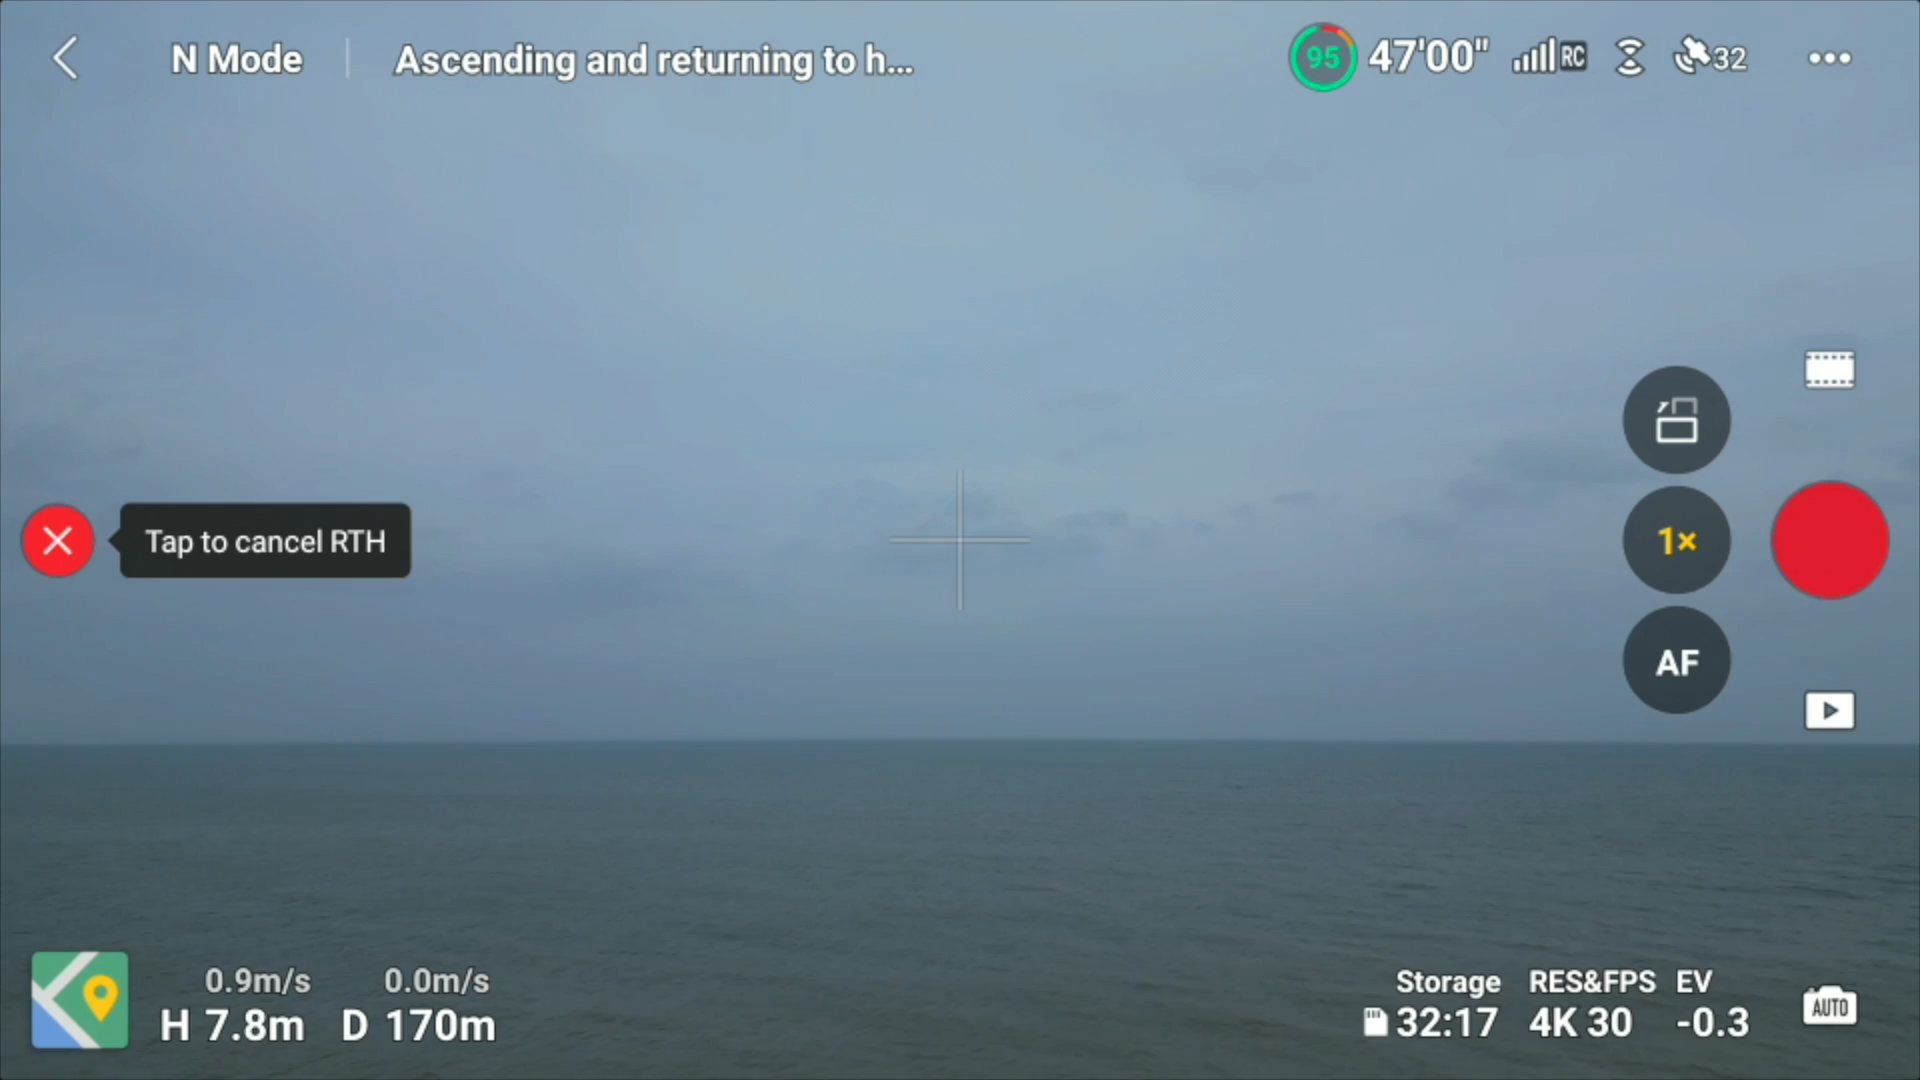 N Mode
Ascending and returning to h...
95
47'00"
RC
32
Tap to cancel RTH
1×
AF
0.9m/s
0.0m/s
H 7.8m
D 170m
Storage
RES&FPS
EV
32:17
4K 30
-0.3
AUTO